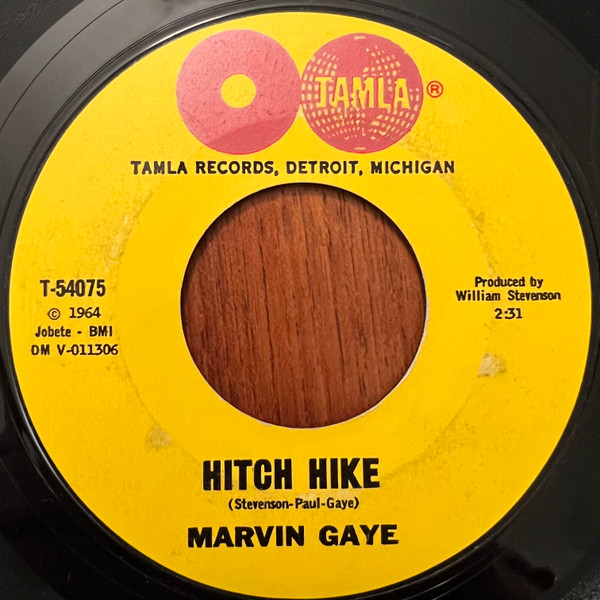 TAMLA ®
TAMLA RECORDS, DETROIT, MICHIGAN
T-54075
© 1964
Jobete - BMI
DM V-011306
Produced by
William Stevenson
2:31
HITCH HIKE
(Stevenson-Paul-Gaye)
MARVIN GAYE